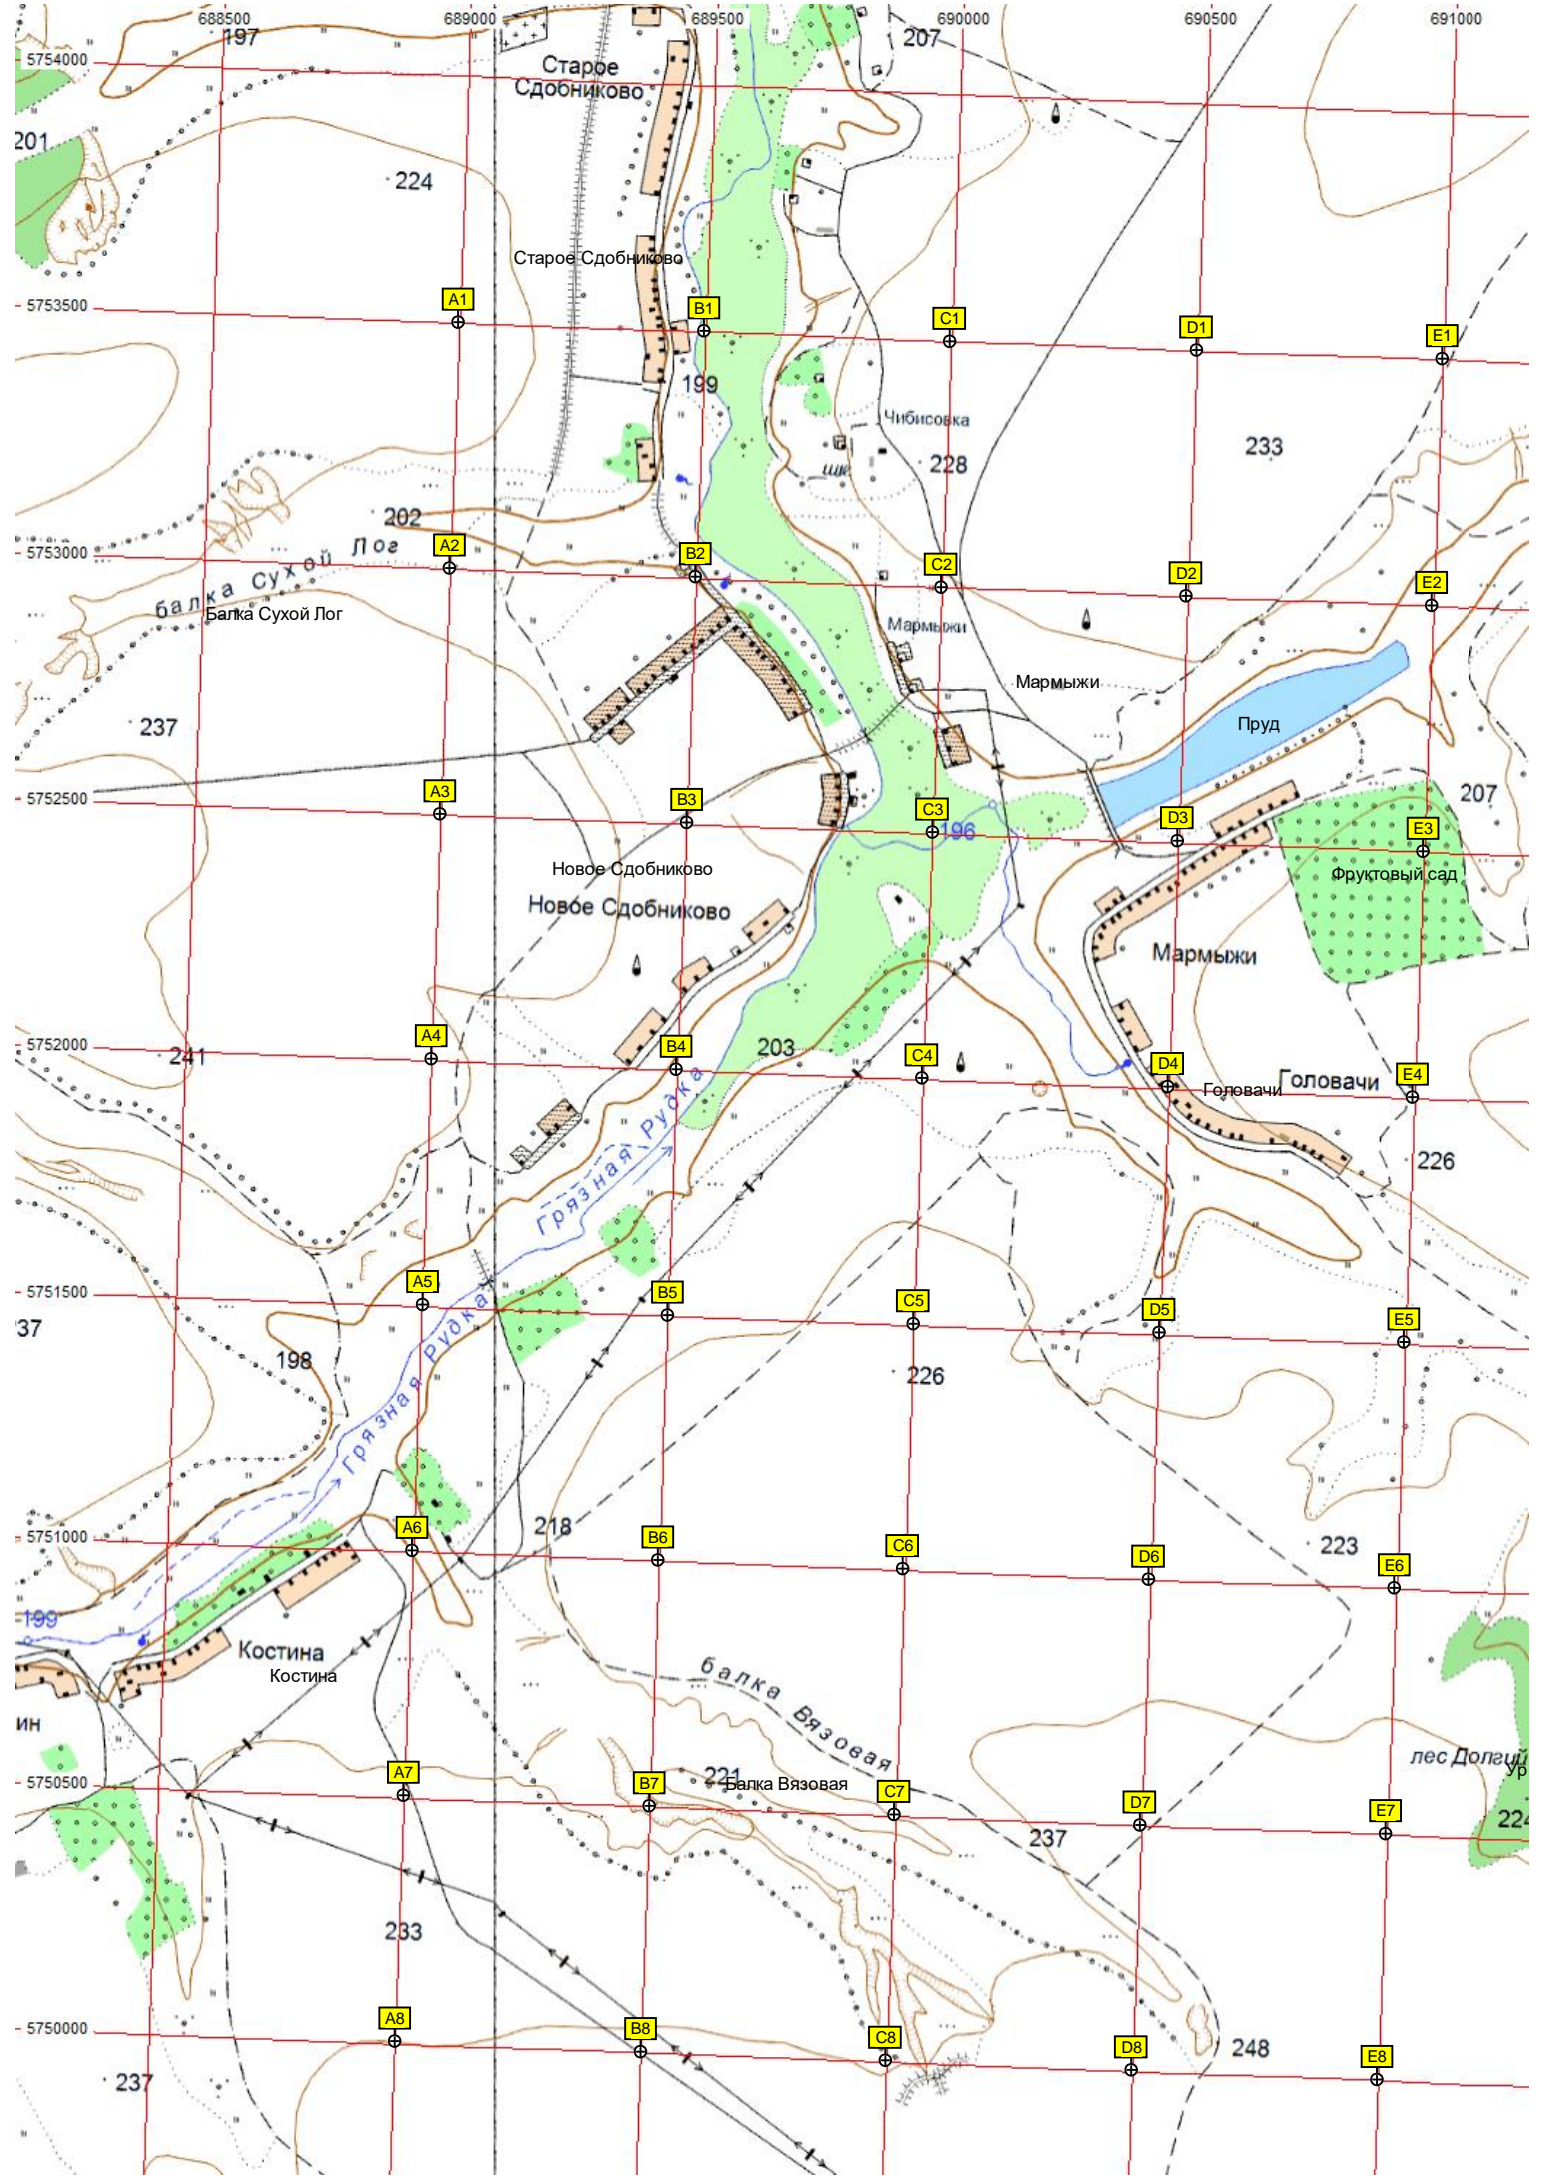 688500 689000 689500 690000 690500 691000
197
207
5754000
Старое
Сдобниково
201
224
Старое Сдобниково
5753500
A1 B1 C1 D1 E1
199
Чибисовка
233
228
202
5753000
A2 B2 C2 D2 E2
балка Сухой Лог
Балка Сухой Лог
Мармыжи
Мармыжи
237
Пруд
5752500
A3 B3 C3 D3 E3
207
196
Новое Сдобниково
Фруктовый сад
Новое Сдобниково
Мармыжи
5752000
A4 B4 C4 D4 E4
241
203
Головачи
Головачи
Грязная Рудка
226
5751500
A5 B5 C5 D5 E5
37
198
Грязная Рудка
226
5751000
A6 B6 C6 D6 E6
218
223
199
Костина
Костина
балка Вязовая
ин
лес Долгий
Ур
5750500
A7 B7 C7 D7 E7
221
Балка Вязовая
237
224
233
5750000
A8 B8 C8 D8 E8
248
237